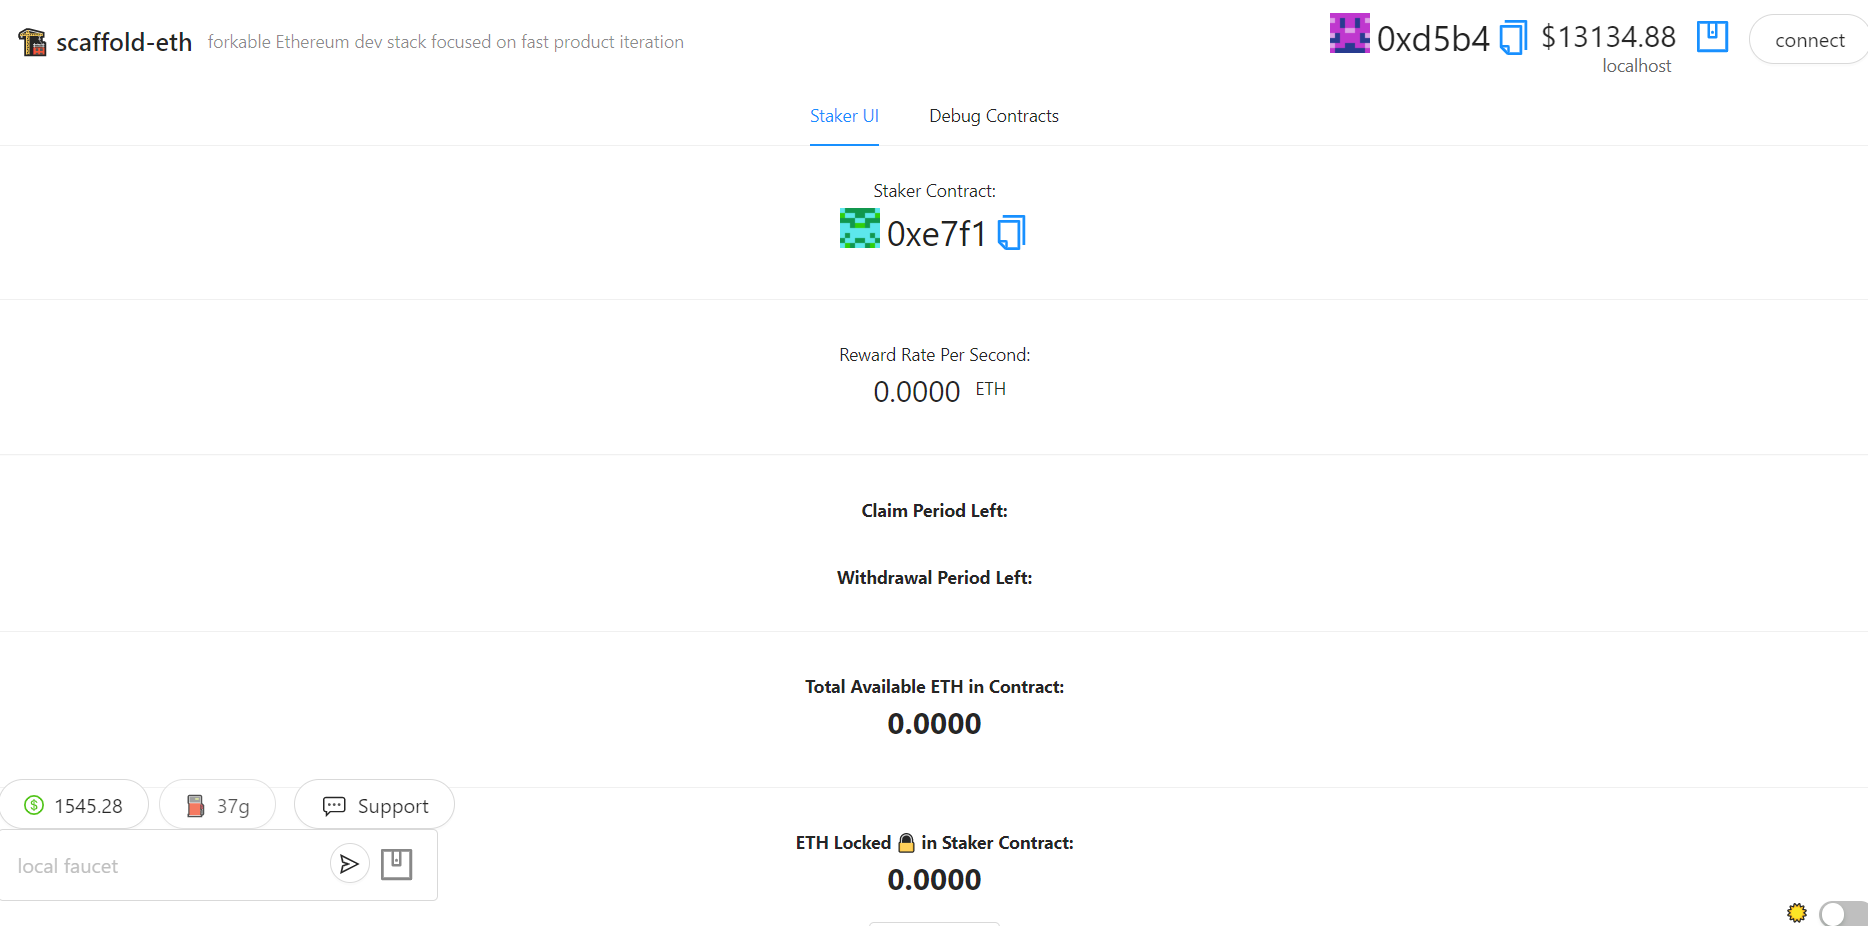 scaffold-eth forkable Ethereum dev stack focused on fast product iteration
0xd5b4 $13134.88 connect
localhost
Staker UI Debug Contracts
Staker Contract:
0xe7f1
Reward Rate Per Second:
0.0000 ETH
Claim Period Left:
Withdrawal Period Left:
Total Available ETH in Contract:
0.0000
1545.28 37g Support
local faucet
ETH Locked 🔒 in Staker Contract:
0.0000